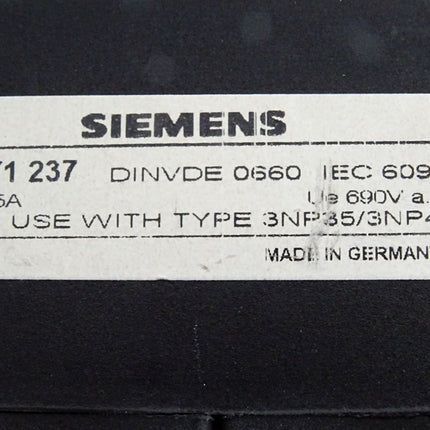 SIEMENS
71 237 DINVDE 0660 IEC 609
5A Ue 690V a.
USE WITH TYPE 3NP35/3NP4
MADE IN GERMAN